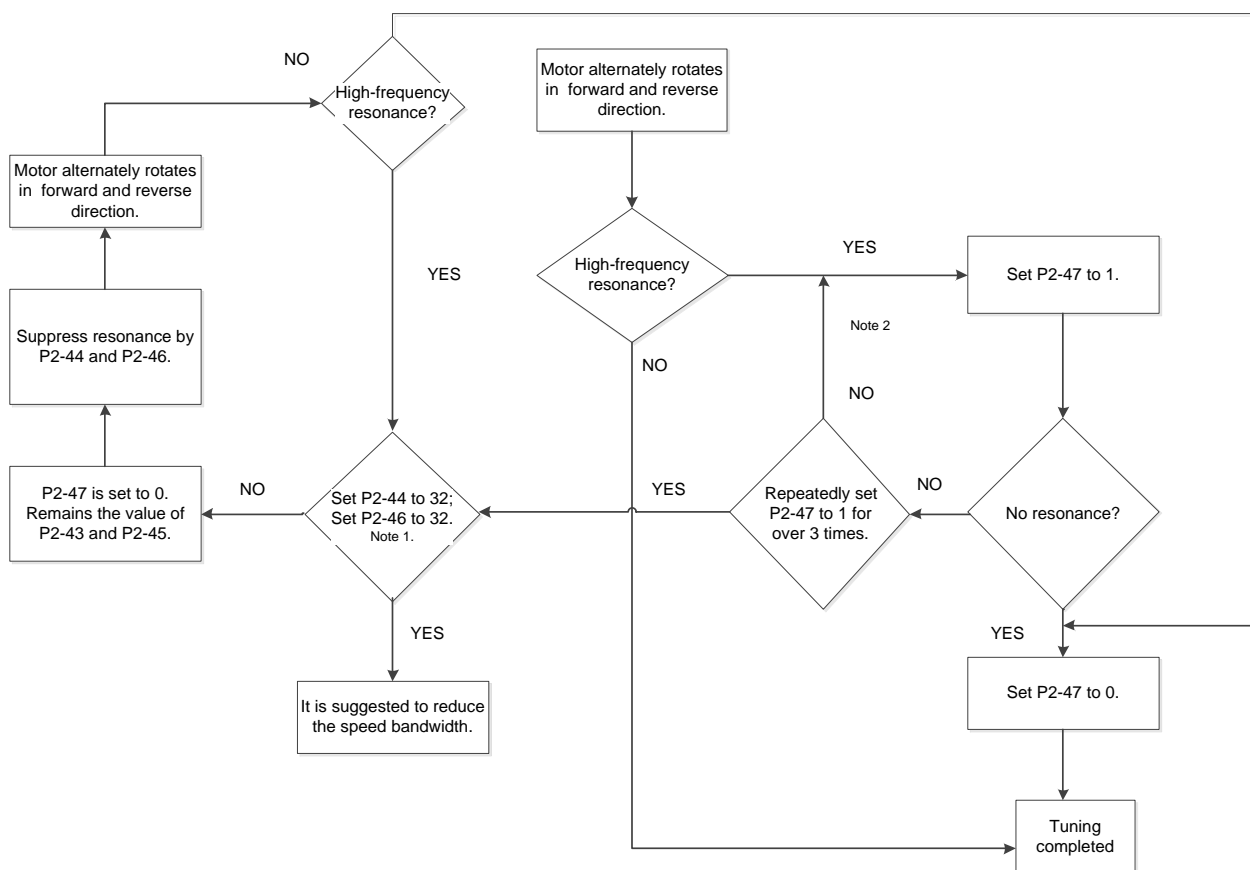 NO
High-frequency
resonance?
Motor alternately rotates
in forward and reverse
direction.
Motor alternately rotates
in forward and reverse
direction.
YES
High-frequency
resonance?
YES
Set P2-47 to 1.
Suppress resonance by
P2-44 and P2-46.
Note 2
NO
NO
P2-47 is set to 0.
Remains the value of
P2-43 and P2-45.
NO
Set P2-44 to 32;
Set P2-46 to 32.
Note 1.
YES
Repeatedly set
P2-47 to 1 for
over 3 times.
NO
No resonance?
YES
YES
It is suggested to reduce
the speed bandwidth.
Set P2-47 to 0.
Tuning
completed